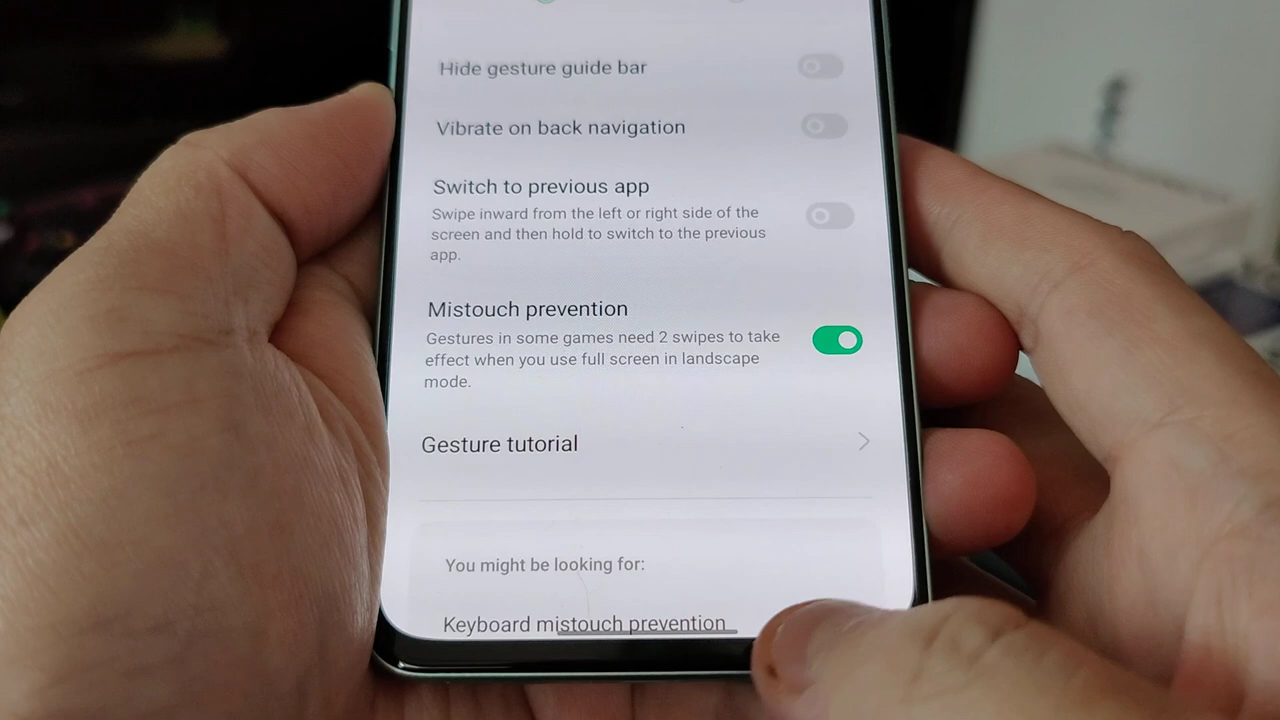 Hide gesture guide bar
Vibrate on back navigation
Switch to previous app
Swipe inward from the left or right side of the
screen and then hold to switch to the previous
app.
Mistouch prevention
Gestures in some games need 2 swipes to take
effect when you use full screen in landscape
mode.
Gesture tutorial
You might be looking for:
Keyboard mistouch prevention